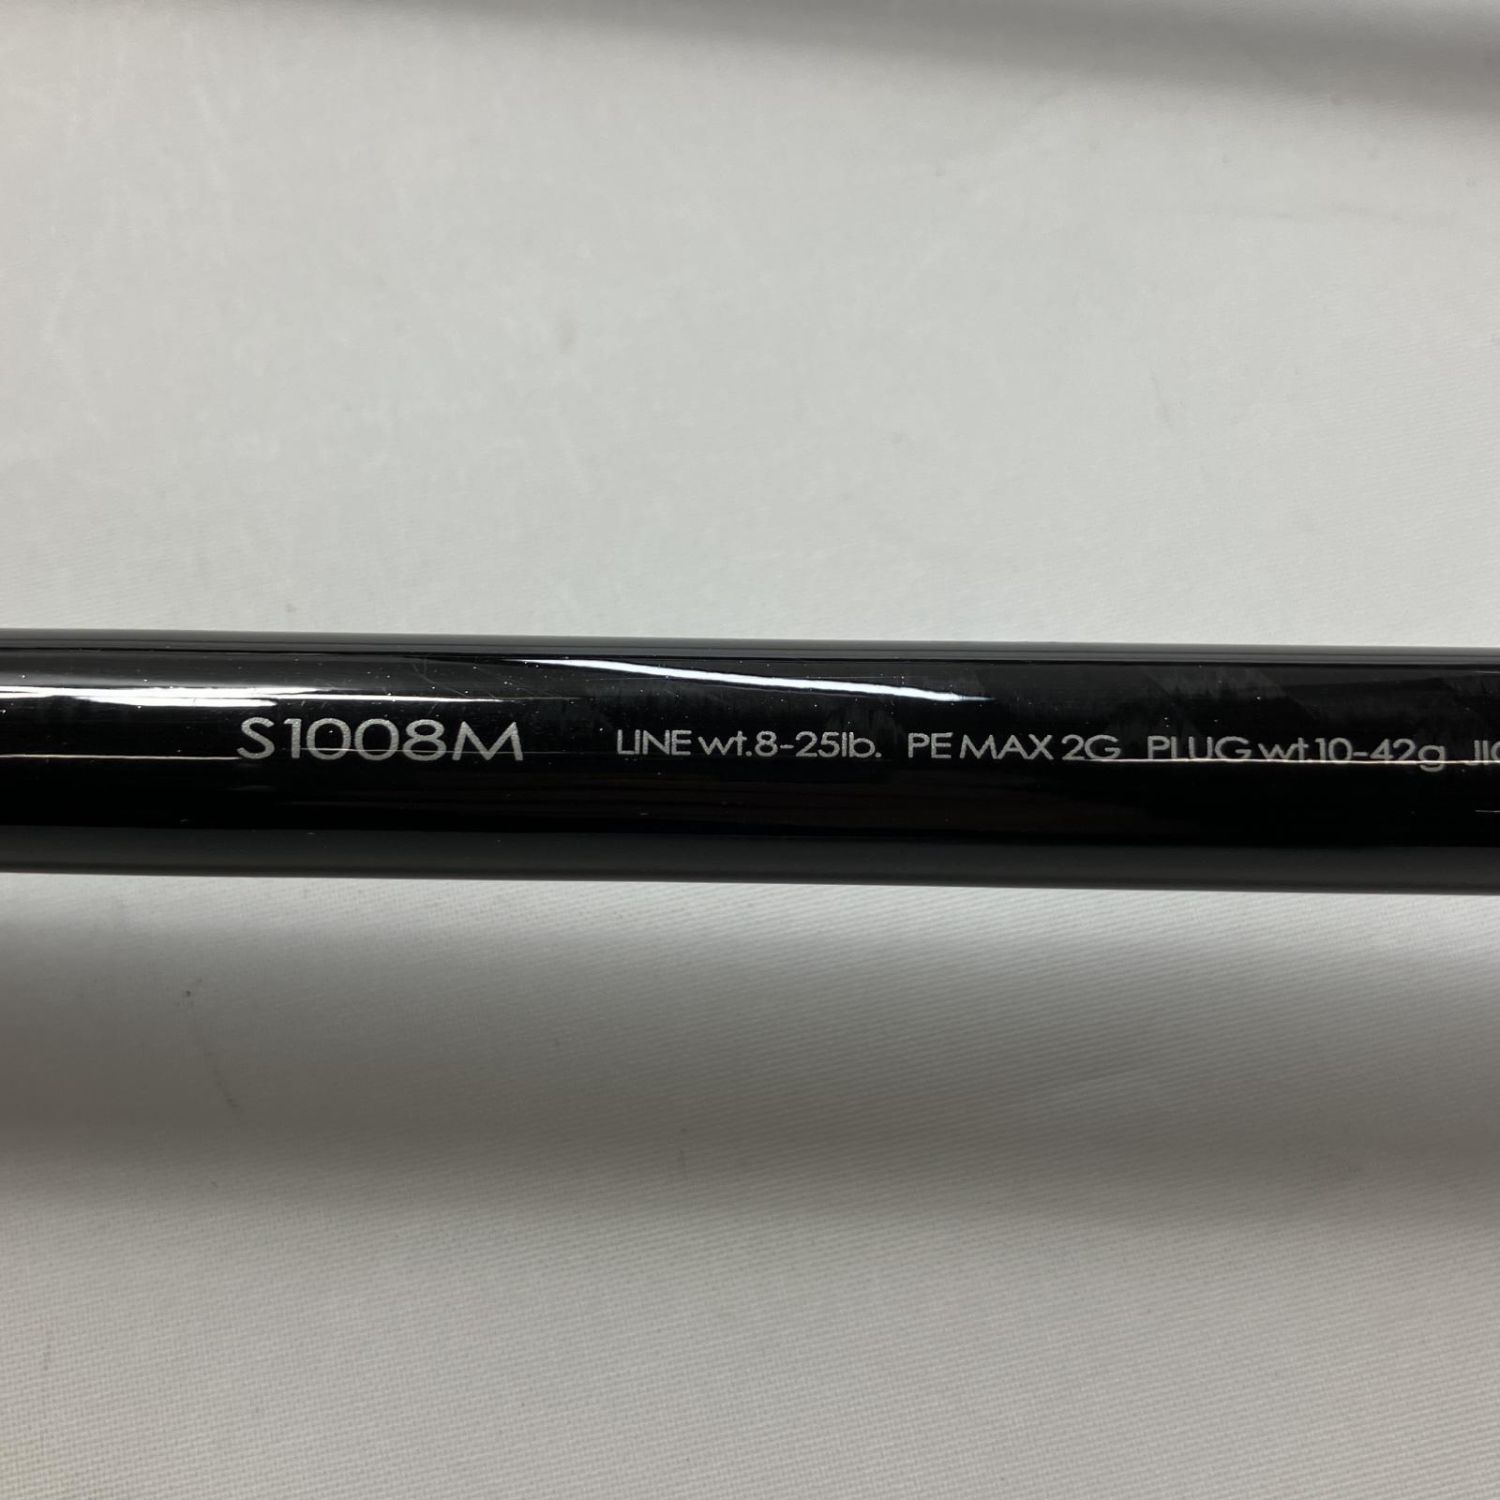 S1008M LINE wt.8-25lb. PE MAX 2G PLUG wt.10-42g